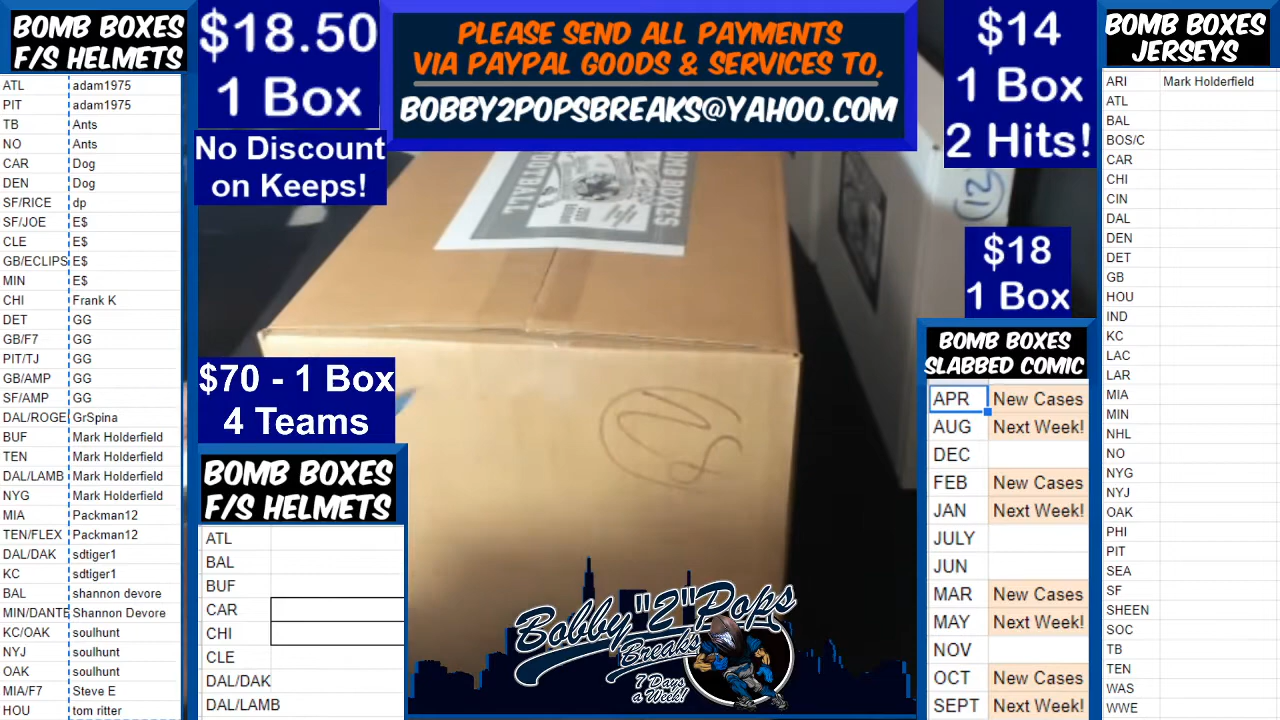 BOMB BOXES
F/S HELMETS
ATL adam1975
PIT adam1975
TB Ants
NO Ants
CAR Dog
DEN Dog
SF/RICE dp
SF/JOE E$
CLE E$
GB/ECLIPS E$
MIN E$
CHI Frank K
DET GG
GB/F7 GG
PIT/TJ GG
GB/AMP GG
SF/AMP GG
DAL/ROGE GrSpina
BUF Mark Holderfield
TEN Mark Holderfield
DAL/LAMB Mark Holderfield
NYG Mark Holderfield
MIA Packman12
TEN/FLEX Packman12
DAL/DAK sdtiger1
KC sdtiger1
BAL shannon devore
MIN/DANTE Shannon Devore
KC/OAK soulhunt
NYJ soulhunt
OAK soulhunt
MIA/F7 Steve E
HOU tom ritter
$18.50
1 Box
No Discount
on Keeps!
$70 - 1 Box
4 Teams
BOMB BOXES
F/S HELMETS
ATL
BAL
BUF
CAR
CHI
CLE
DAL/DAK
DAL/LAMB
PLEASE SEND ALL PAYMENTS
VIA PAYPAL GOODS & SERVICES TO,
BOBBY2POPSBREAKS@YAHOO.COM
BOMB BOXES
FOOTBALL
12
Bobby "2" Pops
Breaks
7 Days
a Week!
$14
1 Box
2 Hits!
$18
1 Box
BOMB BOXES
SLABBED COMIC
APR New Cases
AUG Next Week!
DEC
FEB New Cases
JAN Next Week!
JULY
JUN
MAR New Cases
MAY Next Week!
NOV
OCT New Cases
SEPT Next Week!
BOMB BOXES
JERSEYS
ARI Mark Holderfield
ATL
BAL
BOS/C
CAR
CHI
CIN
DAL
DEN
DET
GB
HOU
IND
KC
LAC
LAR
MIA
MIN
NHL
NO
NYG
NYJ
OAK
PHI
PIT
SEA
SF
SHEEN
SOC
TB
TEN
WAS
WWE